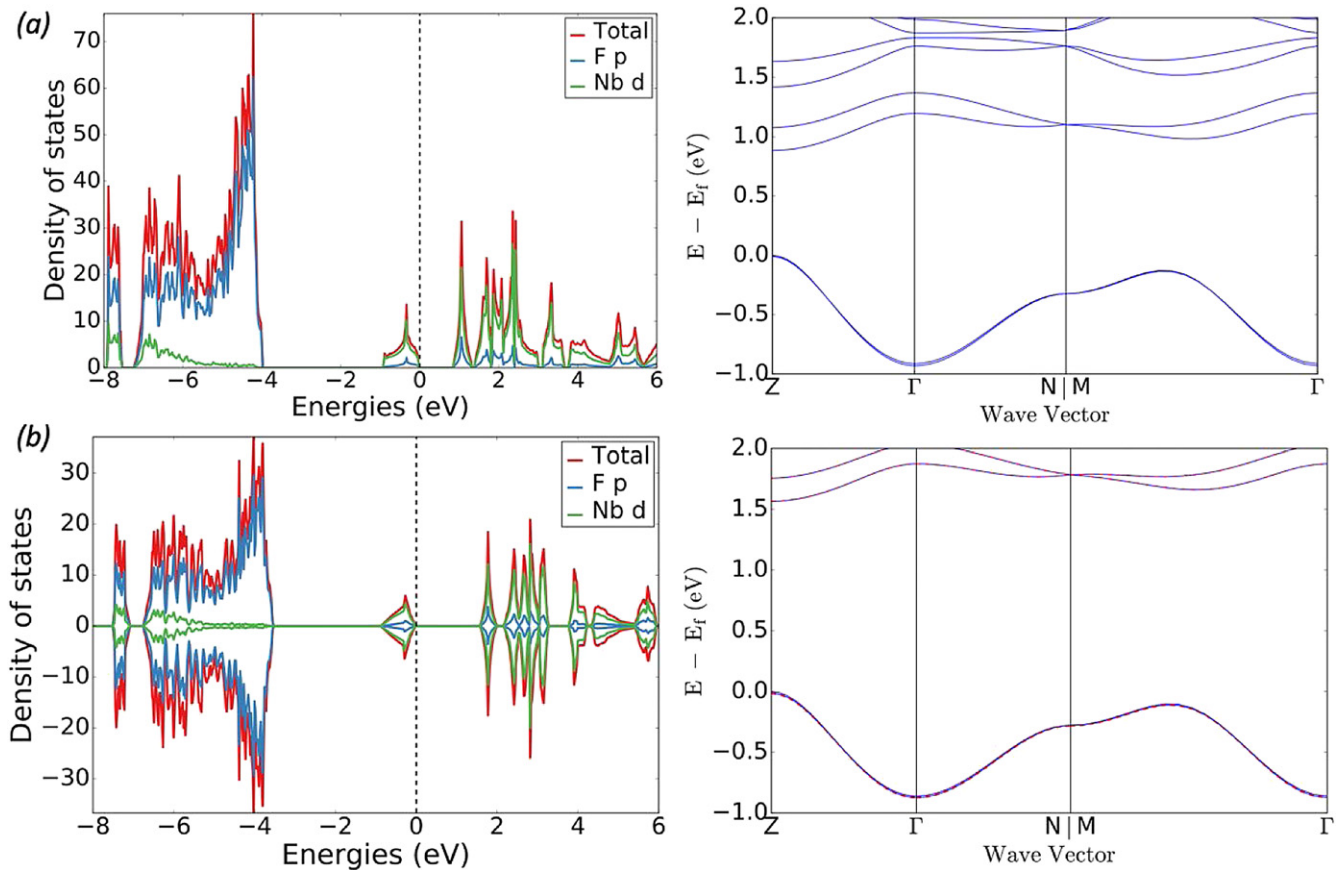 (a)
70
60
50
40
30
20
10
0
Density of states
Total
F p
Nb d
−8 −6 −4 −2 0 2 4 6
Energies (eV)
2.0
1.5
1.0
0.5
0.0
−0.5
−1.0
E − E_f (eV)
Z Γ N|M Γ
Wave Vector
(b)
30
20
10
0
−10
−20
−30
Density of states
Total
F p
Nb d
−8 −6 −4 −2 0 2 4 6
Energies (eV)
2.0
1.5
1.0
0.5
0.0
−0.5
−1.0
E − E_f (eV)
Z Γ N|M Γ
Wave Vector